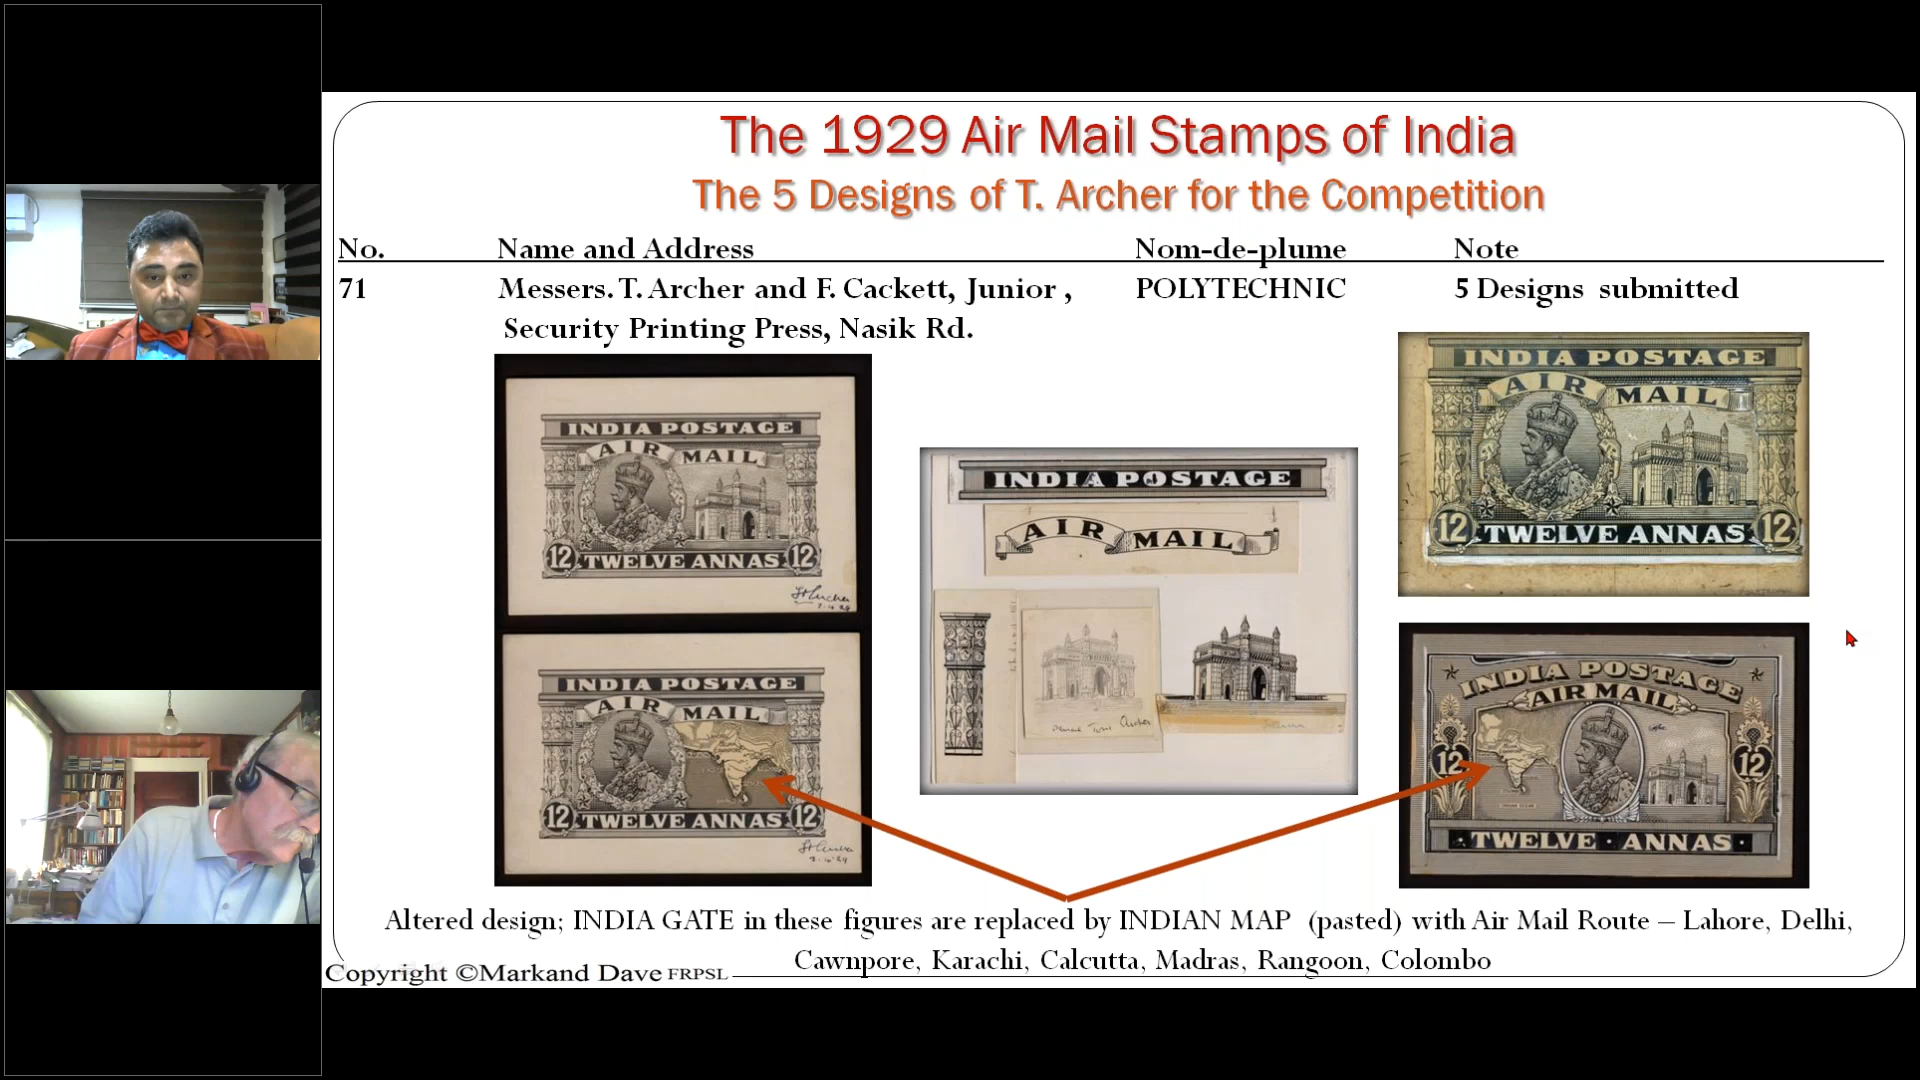 The 1929 Air Mail Stamps of India
The 5 Designs of T. Archer for the Competition
No. Name and Address Nom-de-plume Note
71 Messers. T. Archer and F. Cackett, Junior , POLYTECHNIC 5 Designs submitted
Security Printing Press, Nasik Rd.
INDIA POSTAGE
AIR MAIL
12 TWELVE ANNAS 12
INDIA POSTAGE
AIR MAIL
12 TWELVE ANNAS 12
INDIA POSTAGE
AIR MAIL
INDIA POSTAGE
AIR MAIL
12 TWELVE ANNAS 12
INDIA POSTAGE
AIR MAIL
12 12
TWELVE · ANNAS
Altered design; INDIA GATE in these figures are replaced by INDIAN MAP (pasted) with Air Mail Route – Lahore, Delhi,
Cawnpore, Karachi, Calcutta, Madras, Rangoon, Colombo
Copyright ©Markand Dave FRPSL